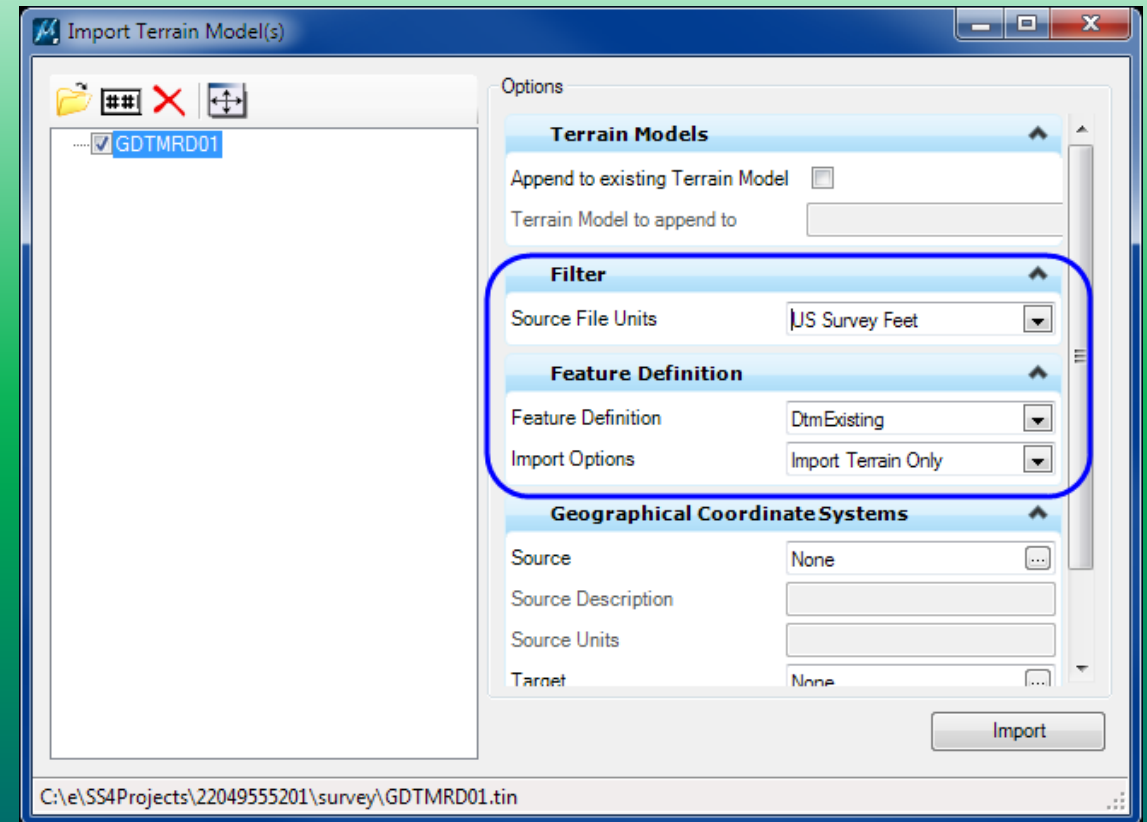 Import Terrain Model(s)
##
GDTMRD01
Options
Terrain Models
Append to existing Terrain Model
Terrain Model to append to
Filter
Source File Units US Survey Feet
Feature Definition
Feature Definition DtmExisting
Import Options Import Terrain Only
Geographical Coordinate Systems
Source None ...
Source Description
Source Units
Target None ...
Import
C:\e\SS4Projects\22049555201\survey\GDTMRD01.tin